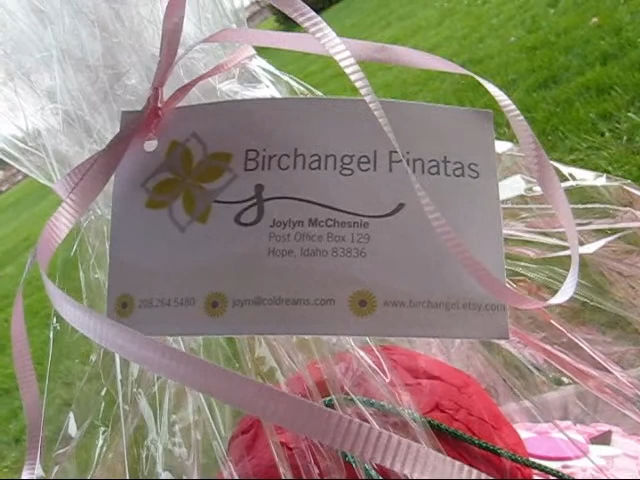 Birchangel Pinatas
Joylyn McChesnie
Post Office Box 129
Hope, Idaho 83836
208.264.5480
joym@coldreams.com
www.birchangel.etsy.com